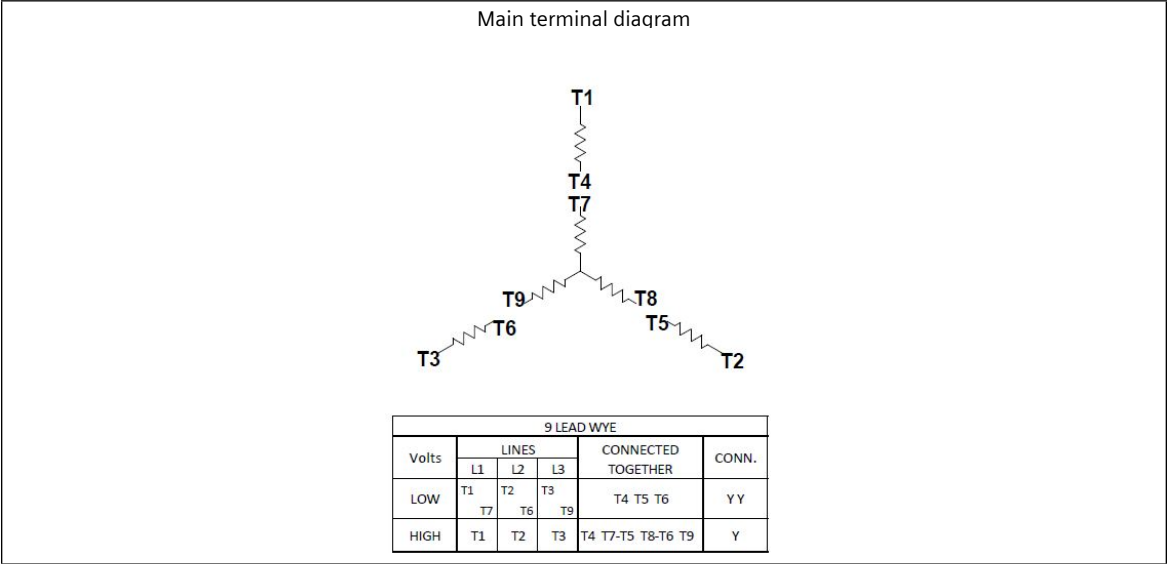 Main terminal diagram
T1
T4
T7
T9
T8
T6
T5
T3
T2
9 LEAD WYE
Volts LINES CONNECTED TOGETHER CONN.
L1 L2 L3
LOW T1 T7 T2 T6 T3 T9 T4 T5 T6 Y Y
HIGH T1 T2 T3 T4 T7-T5 T8-T6 T9 Y